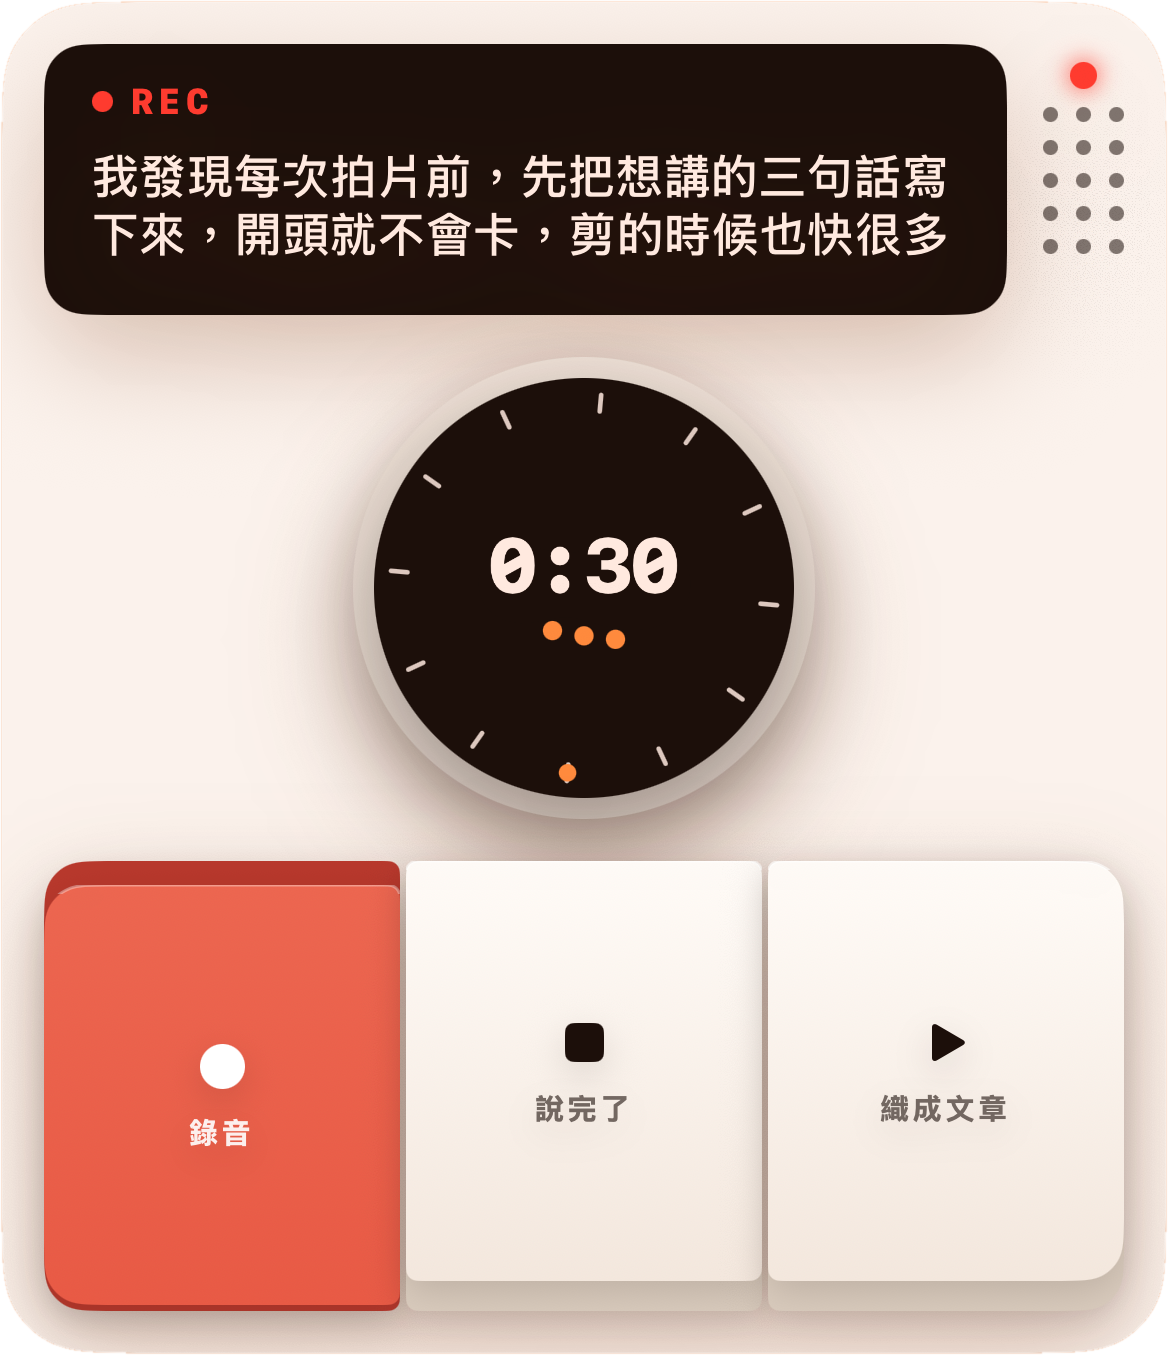 REC
我發現每次拍片前，先把想講的三句話寫
下來，開頭就不會卡，剪的時候也快很多
0:30
錄音
說完了
織成文章